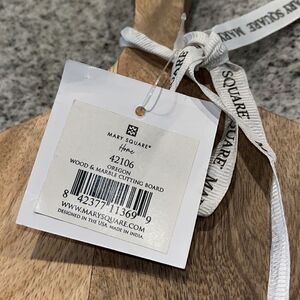 MARY SQUARE®
Home
42106
OREGON
WOOD & MARBLE CUTTING BOARD
8 42377 11369 9
WWW.MARYSQUARE.COM
DESIGNED IN THE USA. MADE IN INDIA.
SQUARE MARY
SQUARE™ M